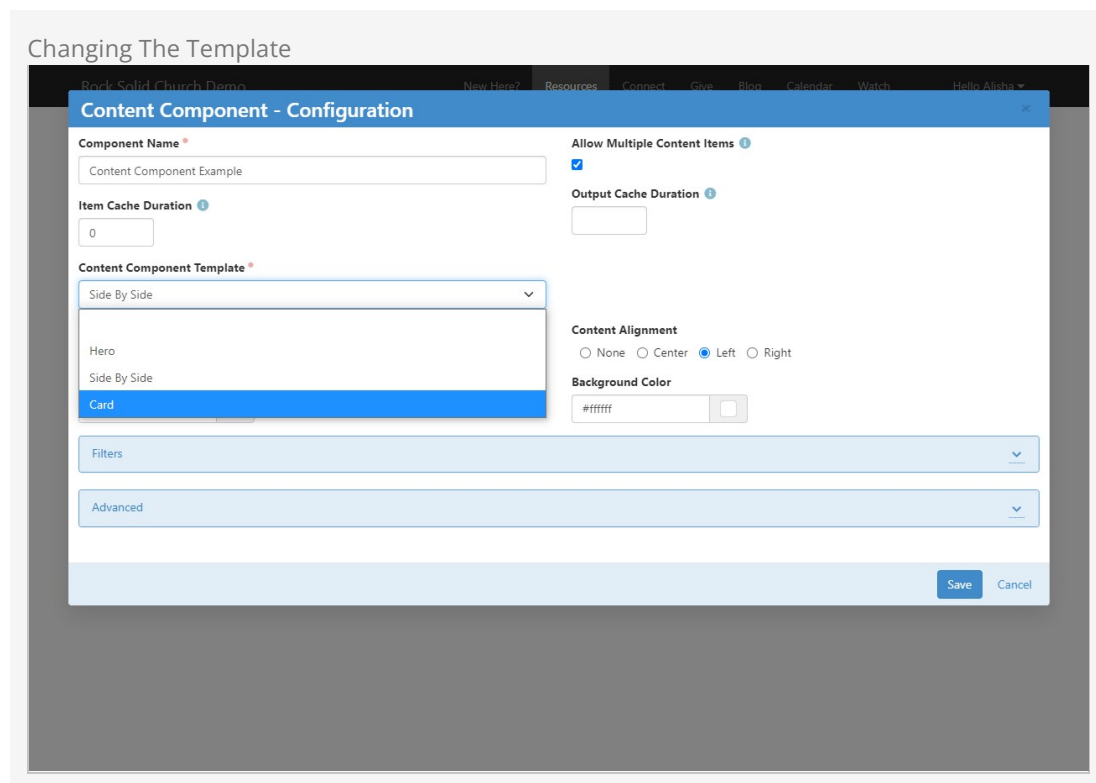 Changing The Template
Rock Solid Church Demo New Here? Resources Connect Give Blog Calendar Watch Hello Alisha
Content Component - Configuration ×
Component Name *
Content Component Example
Allow Multiple Content Items
Item Cache Duration
0
Output Cache Duration
Content Component Template *
Side By Side
Hero
Side By Side
Card
Content Alignment
None Center Left Right
Background Color
#ffffff
Filters
Advanced
Save Cancel